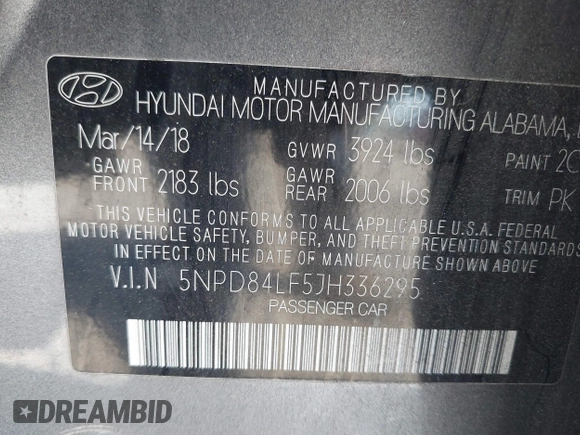 MANUFACTURED BY
HYUNDAI MOTOR MANUFACTURING ALABAMA,
Mar/14/18 GVWR 3924 lbs PAINT 2C
GAWR FRONT 2183 lbs GAWR REAR 2006 lbs TRIM PK
THIS VEHICLE CONFORMS TO ALL APPLICABLE U.S.A. FEDERAL
MOTOR VEHICLE SAFETY, BUMPER, AND THEFT PREVENTION STANDARDS
IN EFFECT ON THE DATE OF MANUFACTURE SHOWN ABOVE.
V.I.N 5NPD84LF5JH336295
PASSENGER CAR
DREAMBID